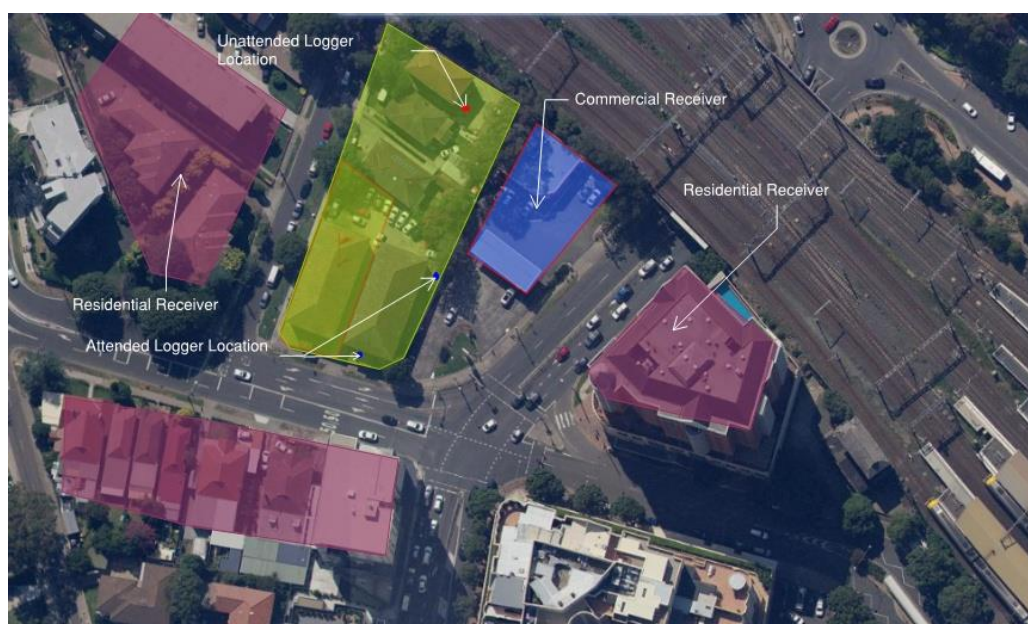 Unattended Logger
Location
Commercial Receiver
Residential Receiver
Residential Receiver
Attended Logger Location